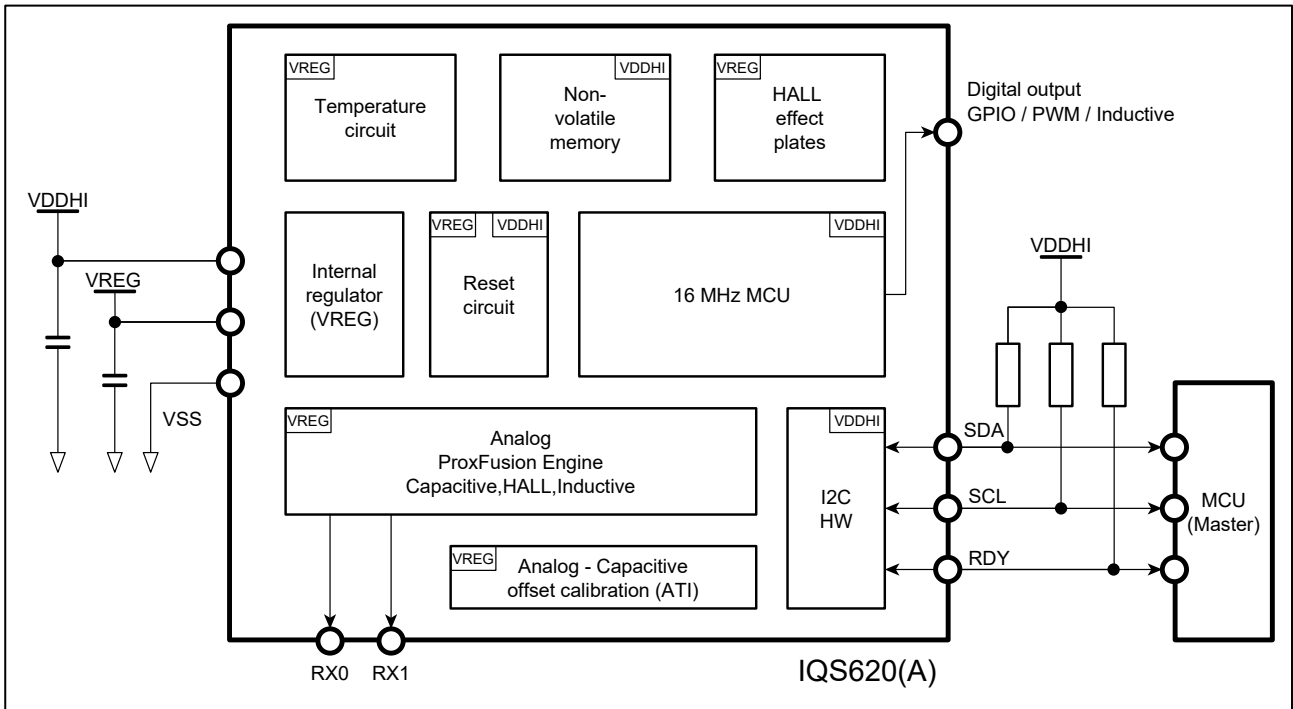 VREG
Temperature
circuit
VDDHI
Non-
volatile
memory
VREG
HALL
effect
plates
Digital output
GPIO / PWM / Inductive
VDDHI
VREG
VSS
Internal
regulator
(VREG)
VREG
VDDHI
Reset
circuit
VDDHI
16 MHz MCU
VDDHI
VREG
Analog
ProxFusion Engine
Capacitive,HALL,Inductive
VREG
Analog - Capacitive
offset calibration (ATI)
VDDHI
I2C
HW
SDA
SCL
RDY
MCU
(Master)
RX0
RX1
IQS620(A)